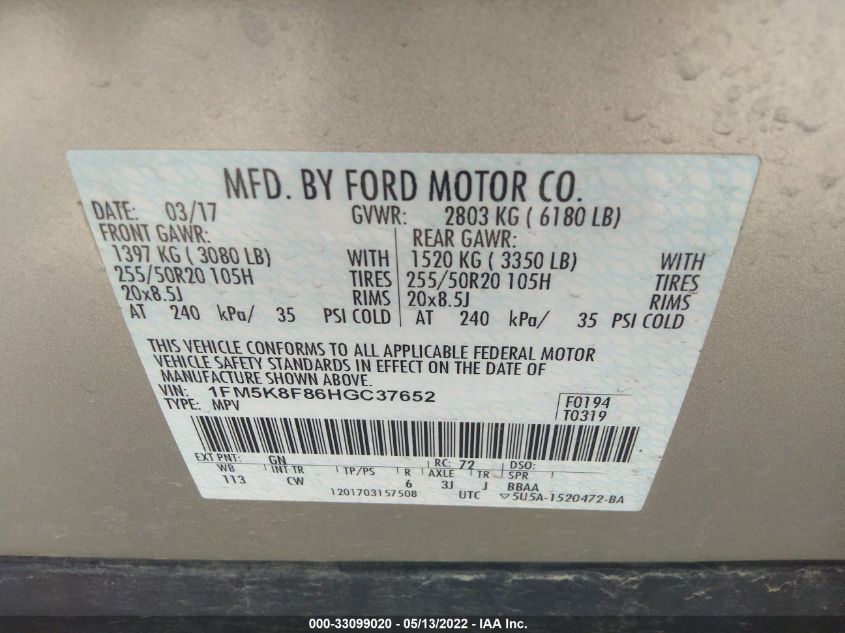 MFD. BY FORD MOTOR CO.
DATE: 03/17 GVWR: 2803 KG ( 6180 LB)
FRONT GAWR: REAR GAWR:
1397 KG ( 3080 LB) WITH 1520 KG ( 3350 LB) WITH
255/50R20 105H TIRES 255/50R20 105H TIRES
20x8.5J RIMS 20x8.5J RIMS
AT 240 kPa/ 35 PSI COLD AT 240 kPa/ 35 PSI COLD
THIS VEHICLE CONFORMS TO ALL APPLICABLE FEDERAL MOTOR
VEHICLE SAFETY STANDARDS IN EFFECT ON THE DATE OF
MANUFACTURE SHOWN ABOVE.
VIN: 1FM5K8F86HGC37652 F0194
TYPE: MPV T0319
EXT PNT: GN RC: 72 DSO:
WB INT TR TP/PS R AXLE TR SPR
113 CW 6 3J J BBAA
1201703157508 UTC ▽5U5A-1520472-BA
000-33099020 - 05/13/2022 - IAA Inc.